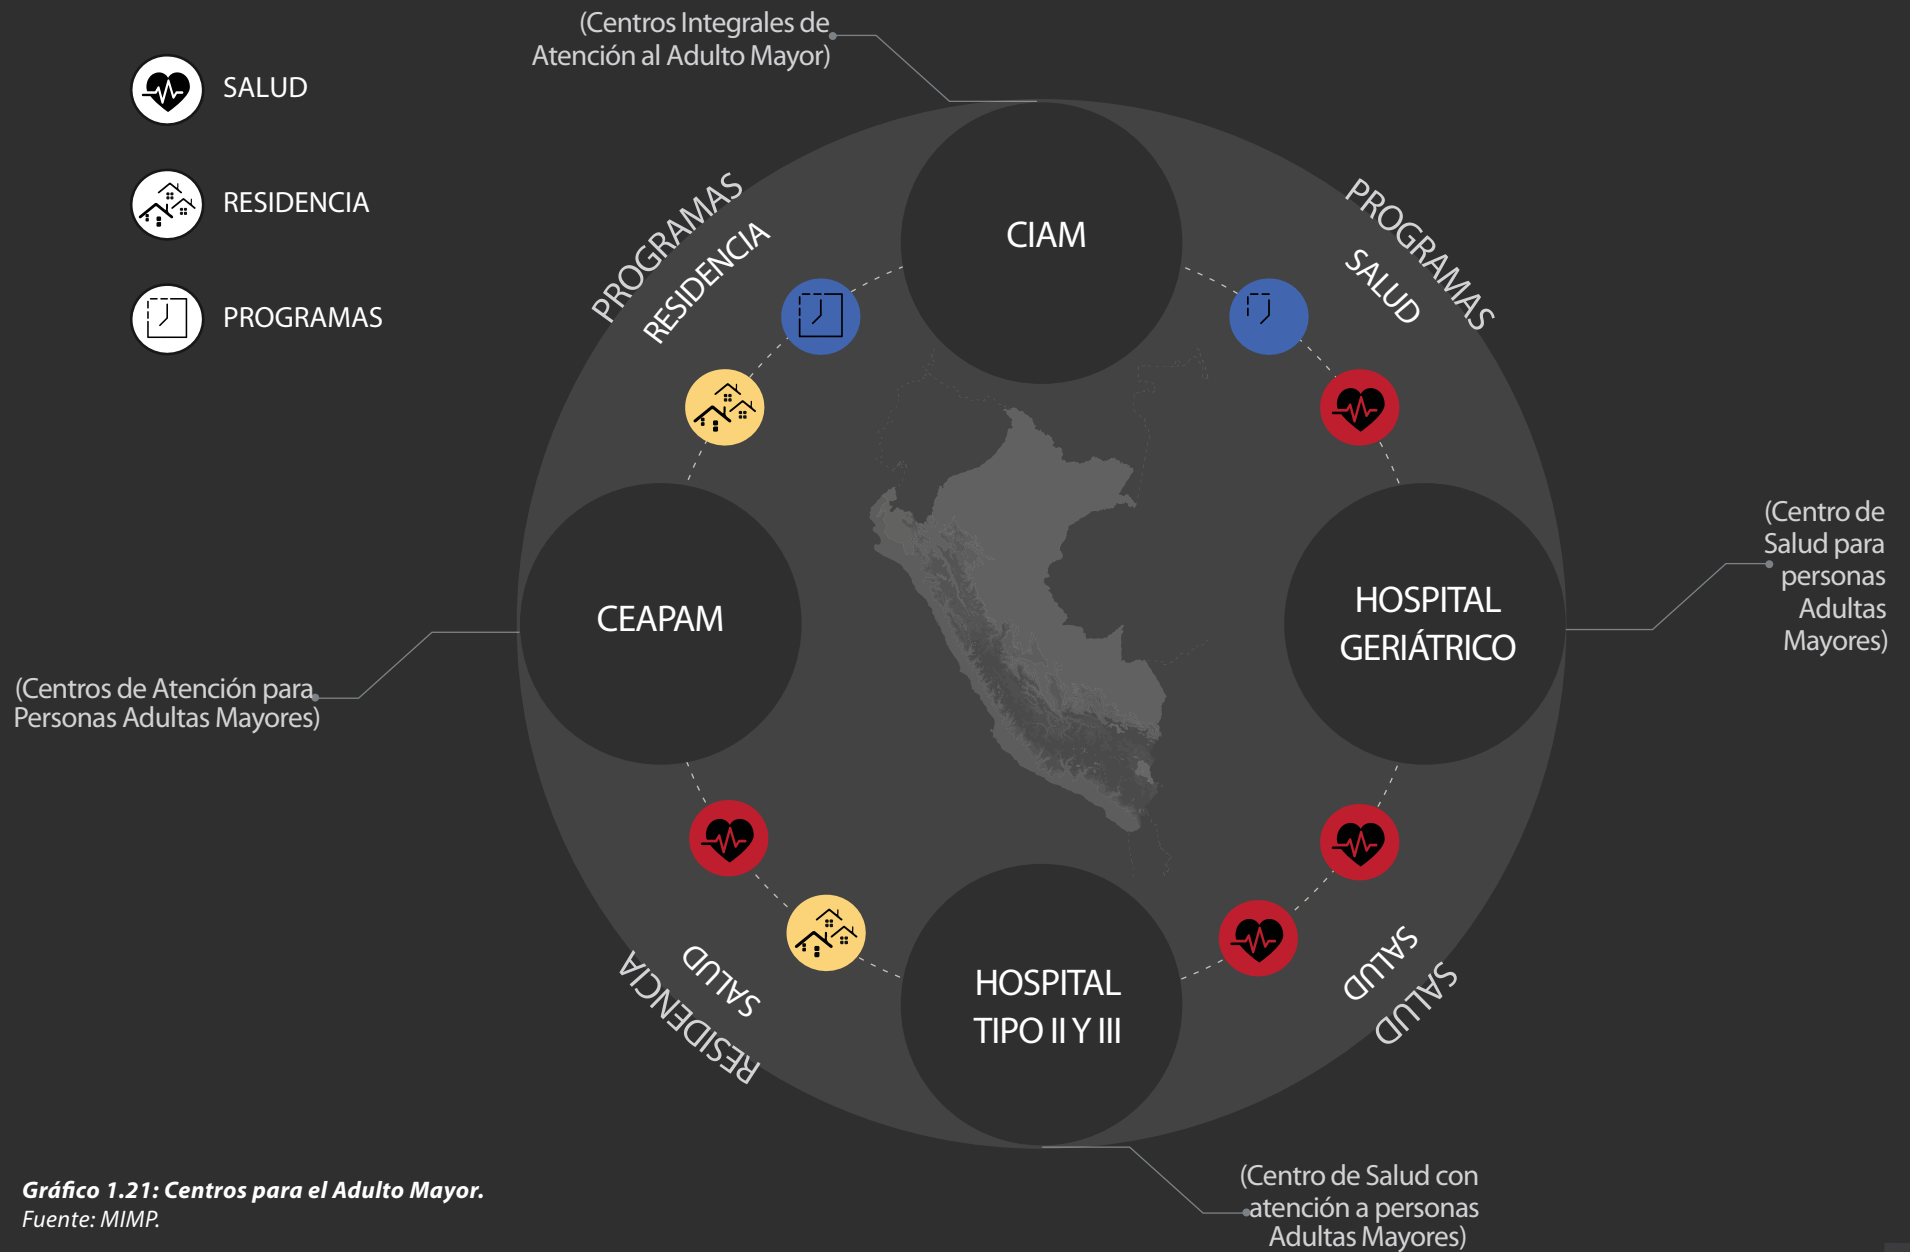 (Centros Integrales de
Atención al Adulto Mayor)
SALUD
RESIDENCIA
PROGRAMAS
PROGRAMAS
RESIDENCIA
CIAM
PROGRAMAS
SALUD
CEAPAM
HOSPITAL
GERIÁTRICO
(Centro de
Salud para
personas
Adultas
Mayores)
(Centros de Atención para
Personas Adultas Mayores)
SALUD
RESIDENCIA
HOSPITAL
TIPO II Y III
SALUD
SALUD
(Centro de Salud con
atención a personas
Adultas Mayores)
Gráfico 1.21: Centros para el Adulto Mayor.
Fuente: MIMP.